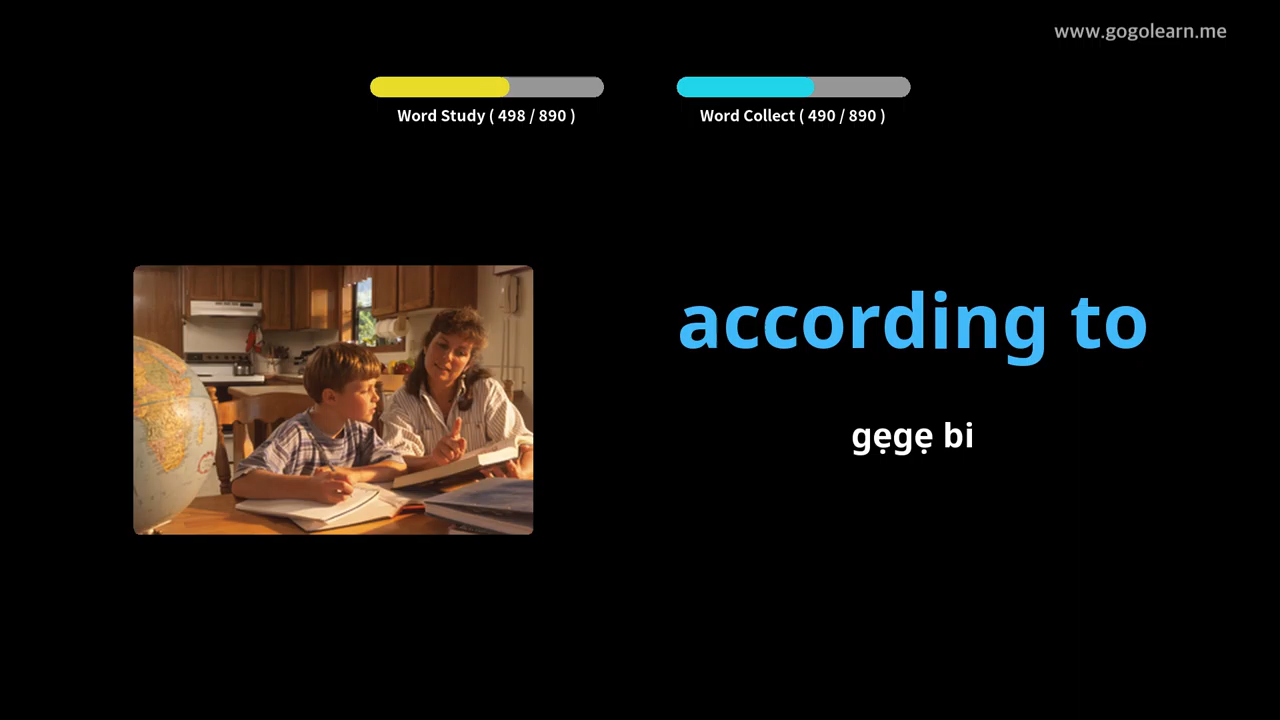 www.gogolearn.me
Word Study ( 498 / 890 )
Word Collect ( 490 / 890 )
according to
gẹgẹ bi